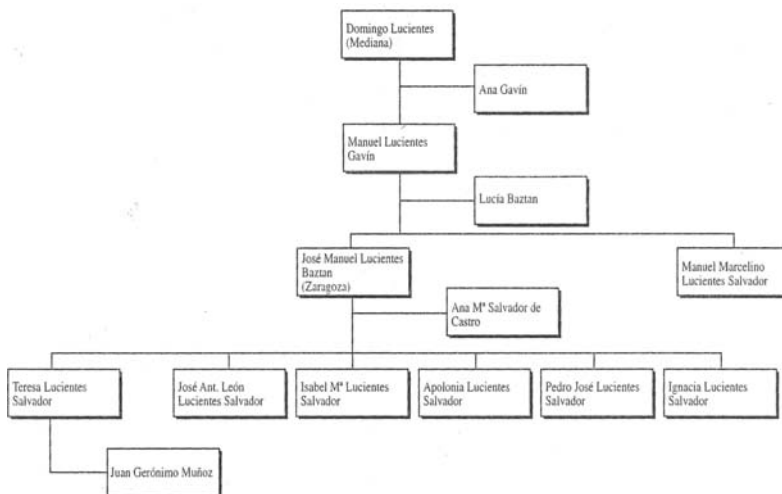 Domingo Lucientes
(Mediana)
Ana Gavín
Manuel Lucientes
Gavín
Lucía Baztan
José Manuel Lucientes
Baztan
(Zaragoza)
Manuel Marcelino
Lucientes Salvador
Ana Mª Salvador de
Castro
Teresa Lucientes
Salvador
José Ant. León
Lucientes Salvador
Isabel Mª Lucientes
Salvador
Apolonia Lucientes
Salvador
Pedro José Lucientes
Salvador
Ignacia Lucientes
Salvador
Juan Gerónimo Muñoz